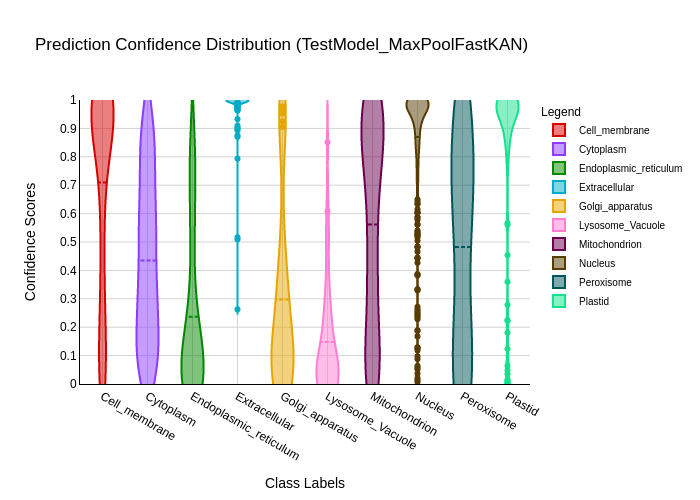 Prediction Confidence Distribution (TestModel_MaxPoolFastKAN)
Confidence Scores
1
0.9
0.8
0.7
0.6
0.5
0.4
0.3
0.2
0.1
0
Cell_membrane
Cytoplasm
Endoplasmic_reticulum
Extracellular
Golgi_apparatus
Lysosome_Vacuole
Mitochondrion
Nucleus
Peroxisome
Plastid
Class Labels
Legend
Cell_membrane
Cytoplasm
Endoplasmic_reticulum
Extracellular
Golgi_apparatus
Lysosome_Vacuole
Mitochondrion
Nucleus
Peroxisome
Plastid